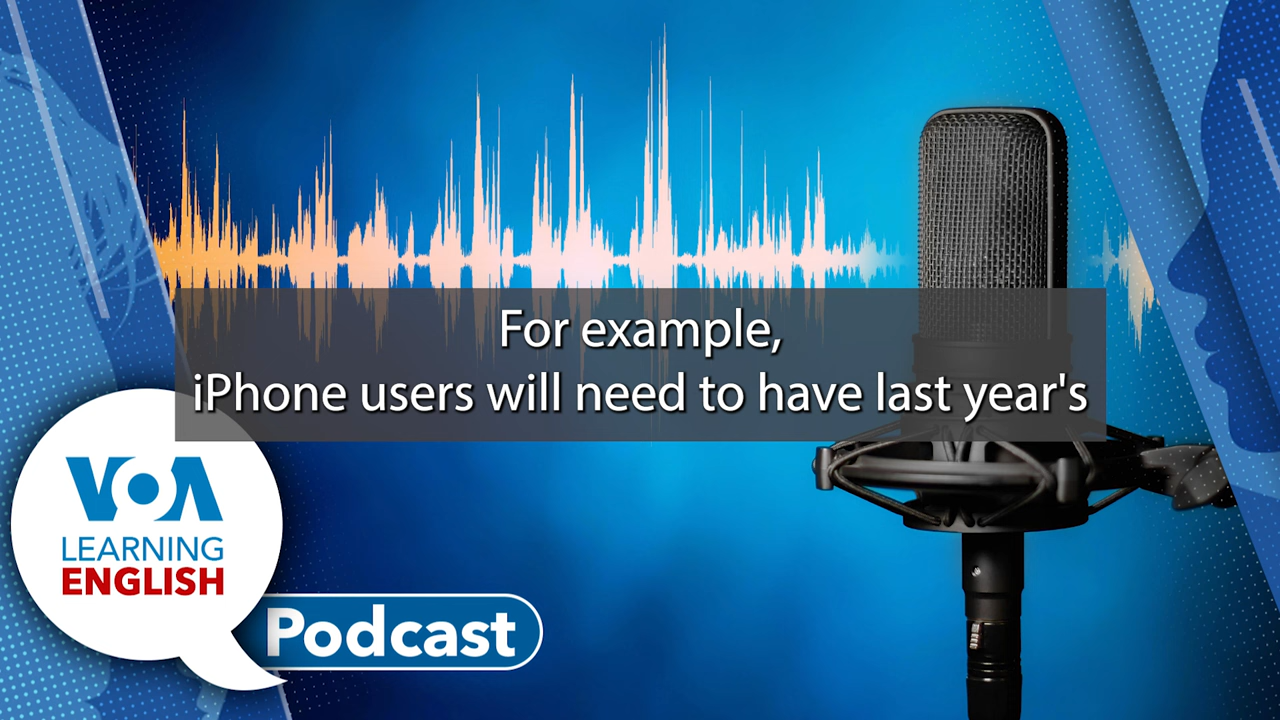 For example,
iPhone users will need to have last year's
VOA
LEARNING
ENGLISH
Podcast